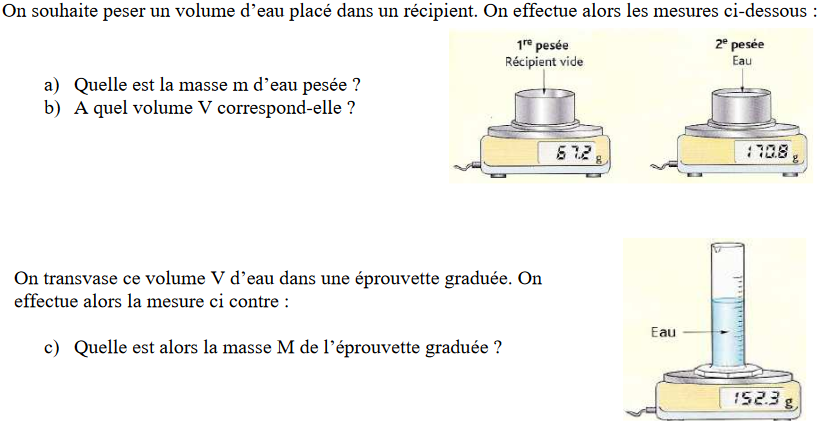 On souhaite peser un volume d’eau placé dans un récipient. On effectue alors les mesures ci-dessous :
1re pesée
Récipient vide
2e pesée
Eau
a) Quelle est la masse m d’eau pesée ?
b) A quel volume V correspond-elle ?
67.2 g
170.8 g
On transvase ce volume V d’eau dans une éprouvette graduée. On
effectue alors la mesure ci contre :
Eau
c) Quelle est alors la masse M de l’éprouvette graduée ?
152.3 g